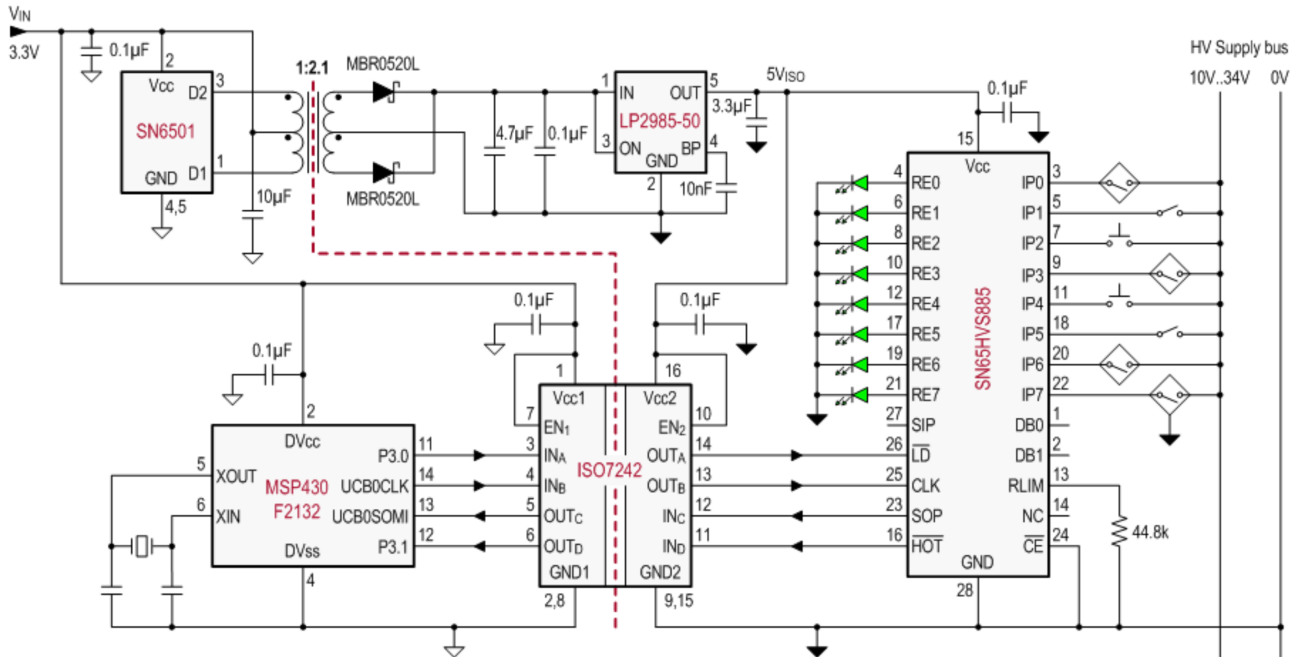 VIN
3.3V
0.1µF
2
Vcc
D2
3
SN6501
D1
1
GND
4,5
10µF
1:2.1
MBR0520L
MBR0520L
4.7µF
0.1µF
1
IN
OUT
5
LP2985-50
3
ON
BP
4
GND
2
10nF
3.3µF
5VISO
0.1µF
HV Supply bus
10V..34V
0V
15
Vcc
4
RE0
IP0
3
6
RE1
IP1
5
8
RE2
IP2
7
10
RE3
IP3
9
12
RE4
IP4
11
17
RE5
IP5
18
19
RE6
IP6
20
21
RE7
IP7
22
27
SIP
DB0
1
26
LD
DB1
2
25
CLK
RLIM
13
23
SOP
NC
14
16
HOT
CE
24
SN65HVS885
GND
28
44.8k
0.1µF
0.1µF
0.1µF
1
16
Vcc1
Vcc2
7
EN1
EN2
10
3
INA
OUTA
14
4
INB
OUTB
13
ISO7242
5
OUTC
INC
12
6
OUTD
IND
11
GND1
GND2
2,8
9,15
2
DVcc
5
XOUT
6
XIN
MSP430
F2132
P3.0
11
UCB0CLK
14
UCB0SOMI
13
P3.1
12
DVss
4